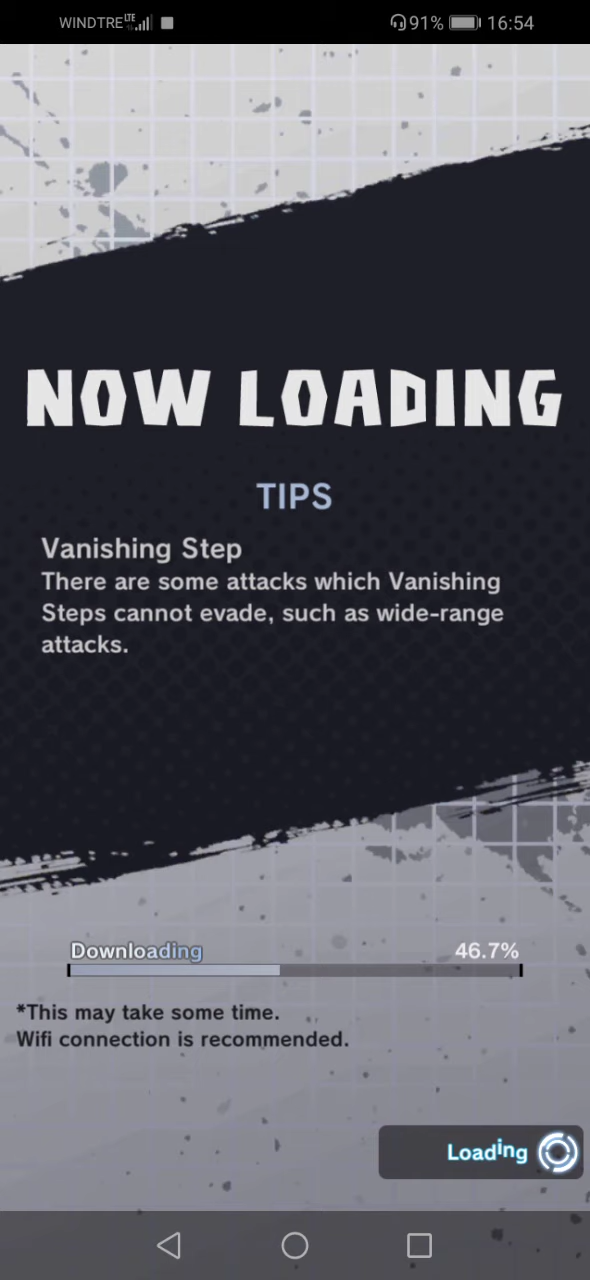 WINDTRE LTE 91% 16:54
NOW LOADING
TIPS
Vanishing Step
There are some attacks which Vanishing
Steps cannot evade, such as wide-range
attacks.
Downloading 46.7%
*This may take some time.
Wifi connection is recommended.
Loading